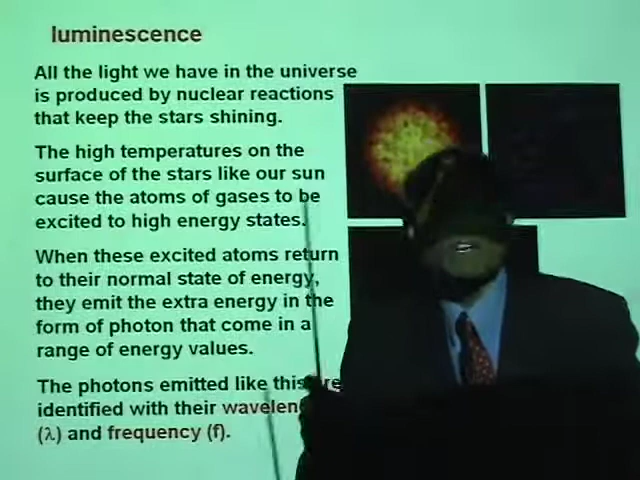 luminescence
All the light we have in the universe
is produced by nuclear reactions
that keep the stars shining.
The high temperatures on the
surface of the stars like our sun
cause the atoms of gases to be
excited to high energy states.
When these excited atoms return
to their normal state of energy,
they emit the extra energy in the
form of photon that come in a
range of energy values.
The photons emitted like this
identified with their
(λ) and frequency (f).